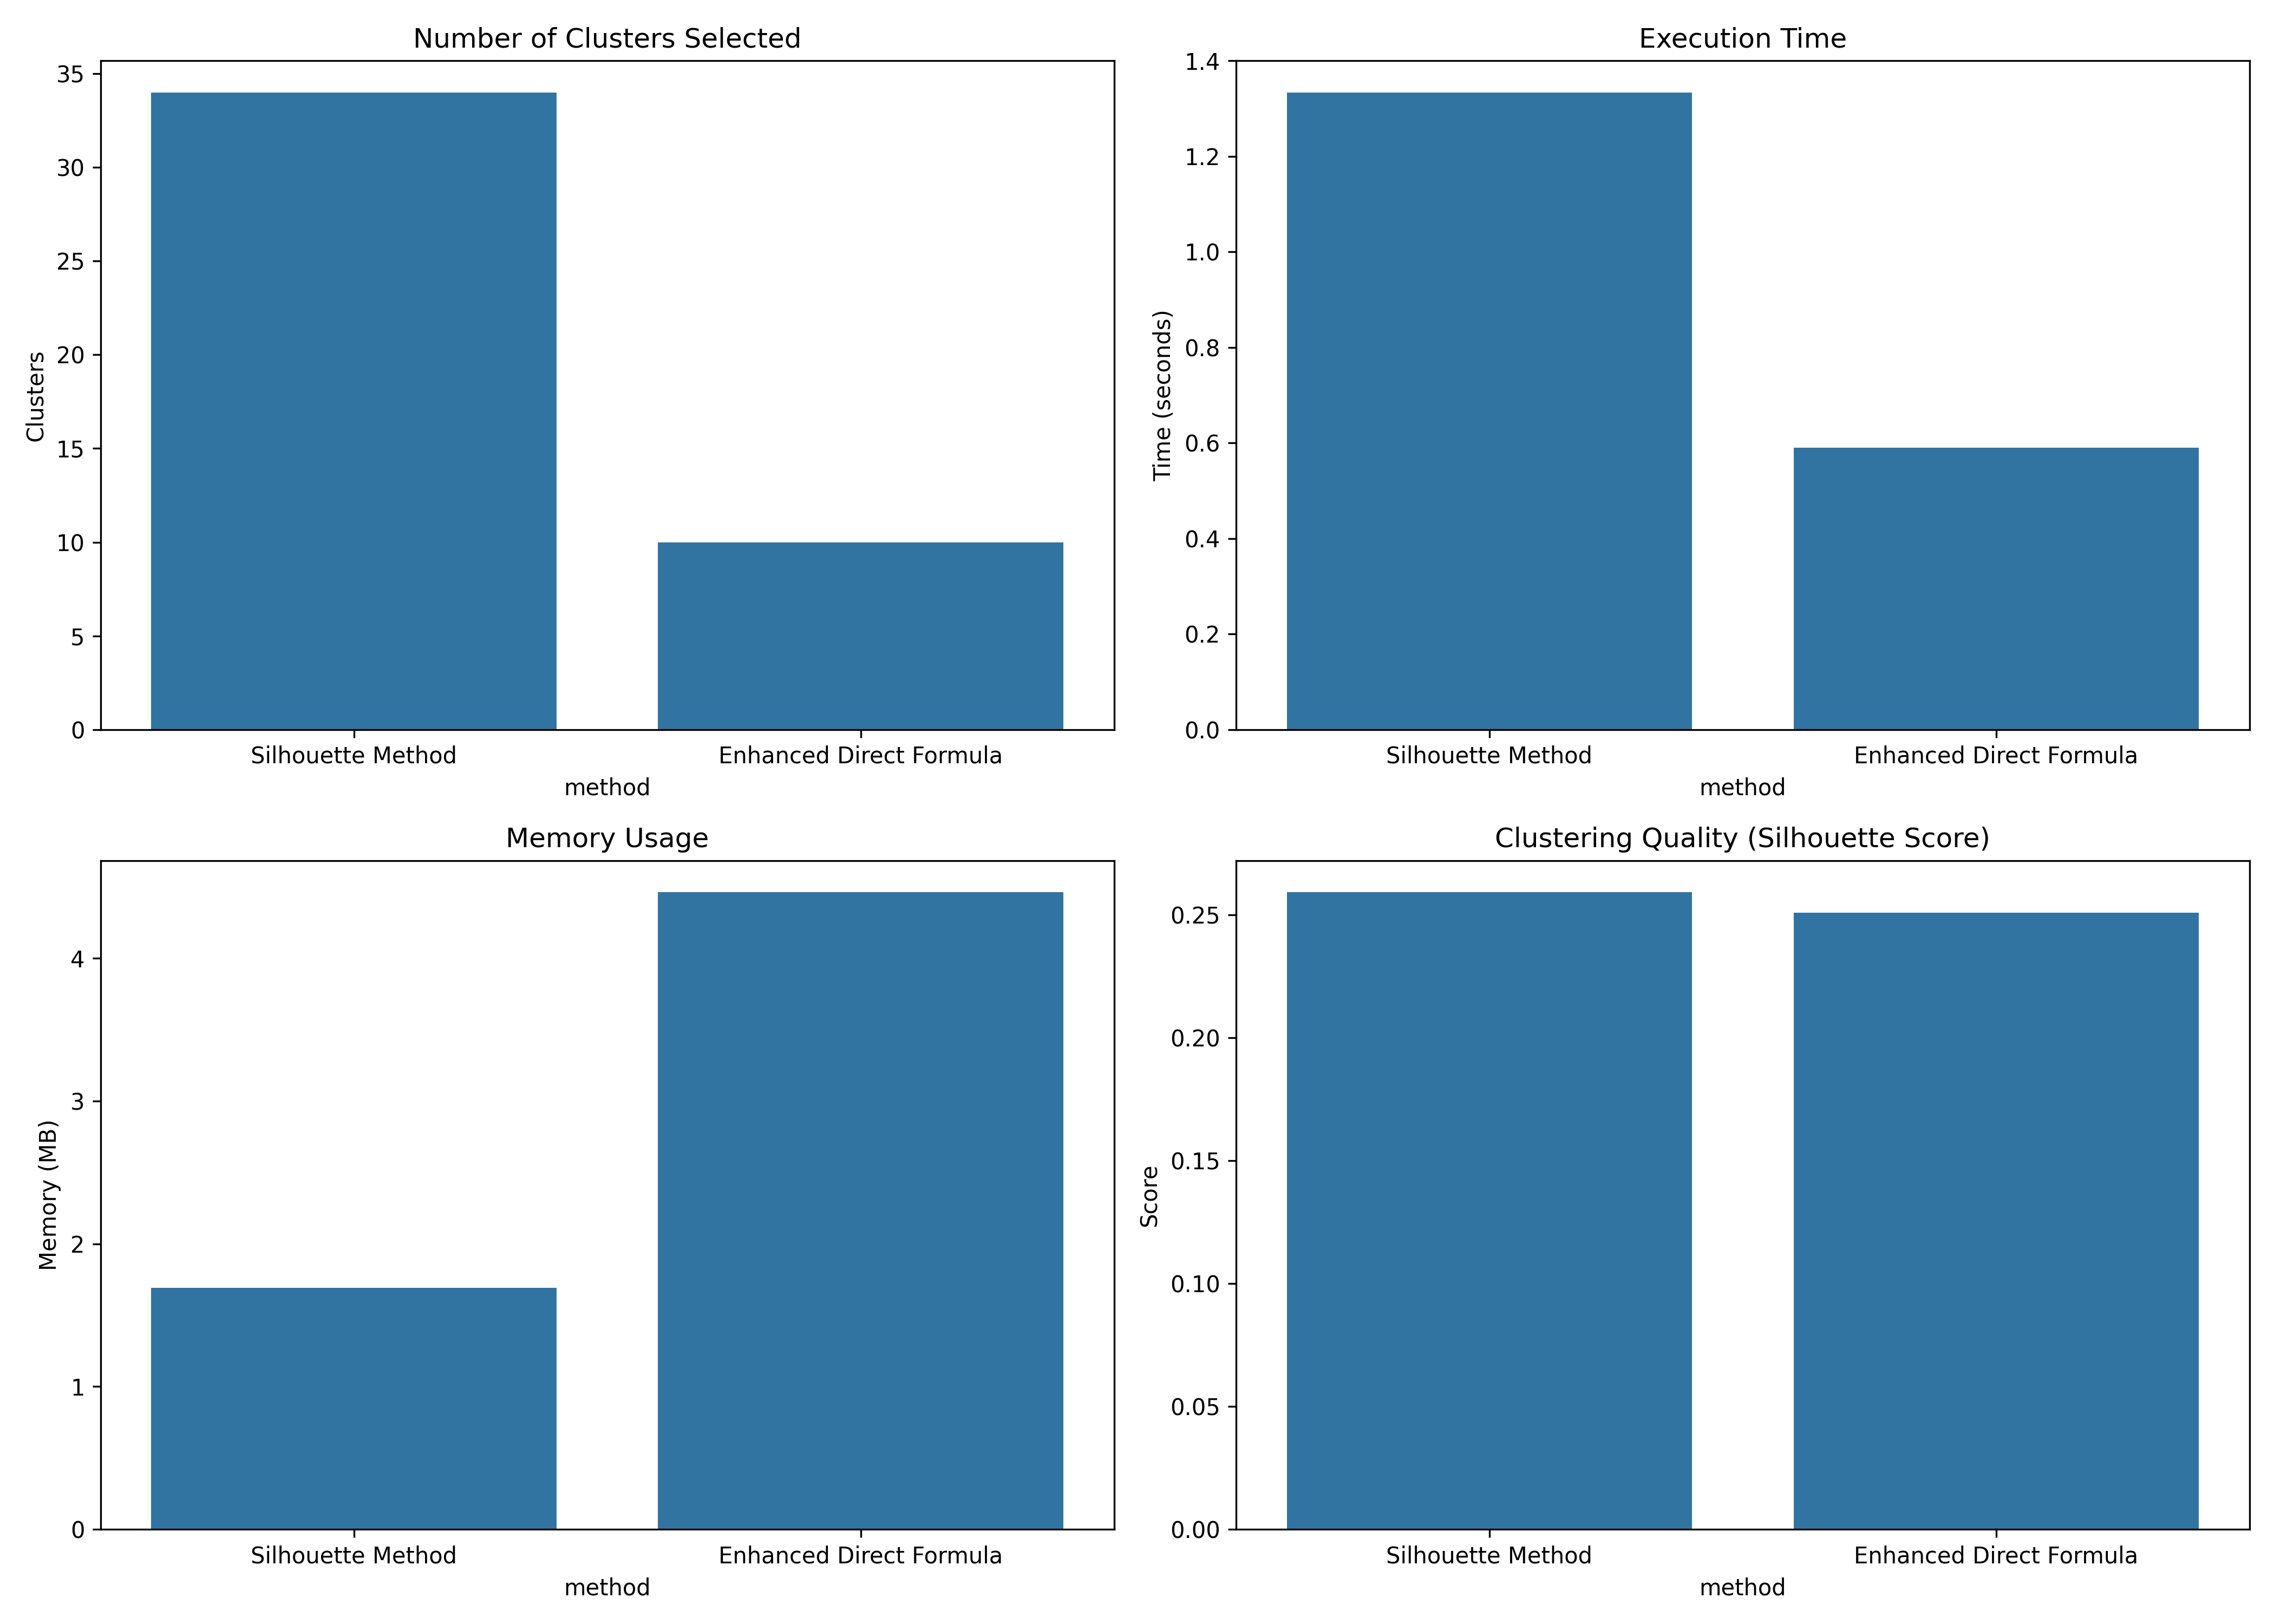 Number of Clusters Selected
35
30
25
20
15
10
5
0
Clusters
Silhouette Method
Enhanced Direct Formula
method
Execution Time
1.4
1.2
1.0
0.8
0.6
0.4
0.2
0.0
Time (seconds)
Silhouette Method
Enhanced Direct Formula
method
Memory Usage
4
3
2
1
0
Memory (MB)
Silhouette Method
Enhanced Direct Formula
method
Clustering Quality (Silhouette Score)
0.25
0.20
0.15
0.10
0.05
0.00
Score
Silhouette Method
Enhanced Direct Formula
method